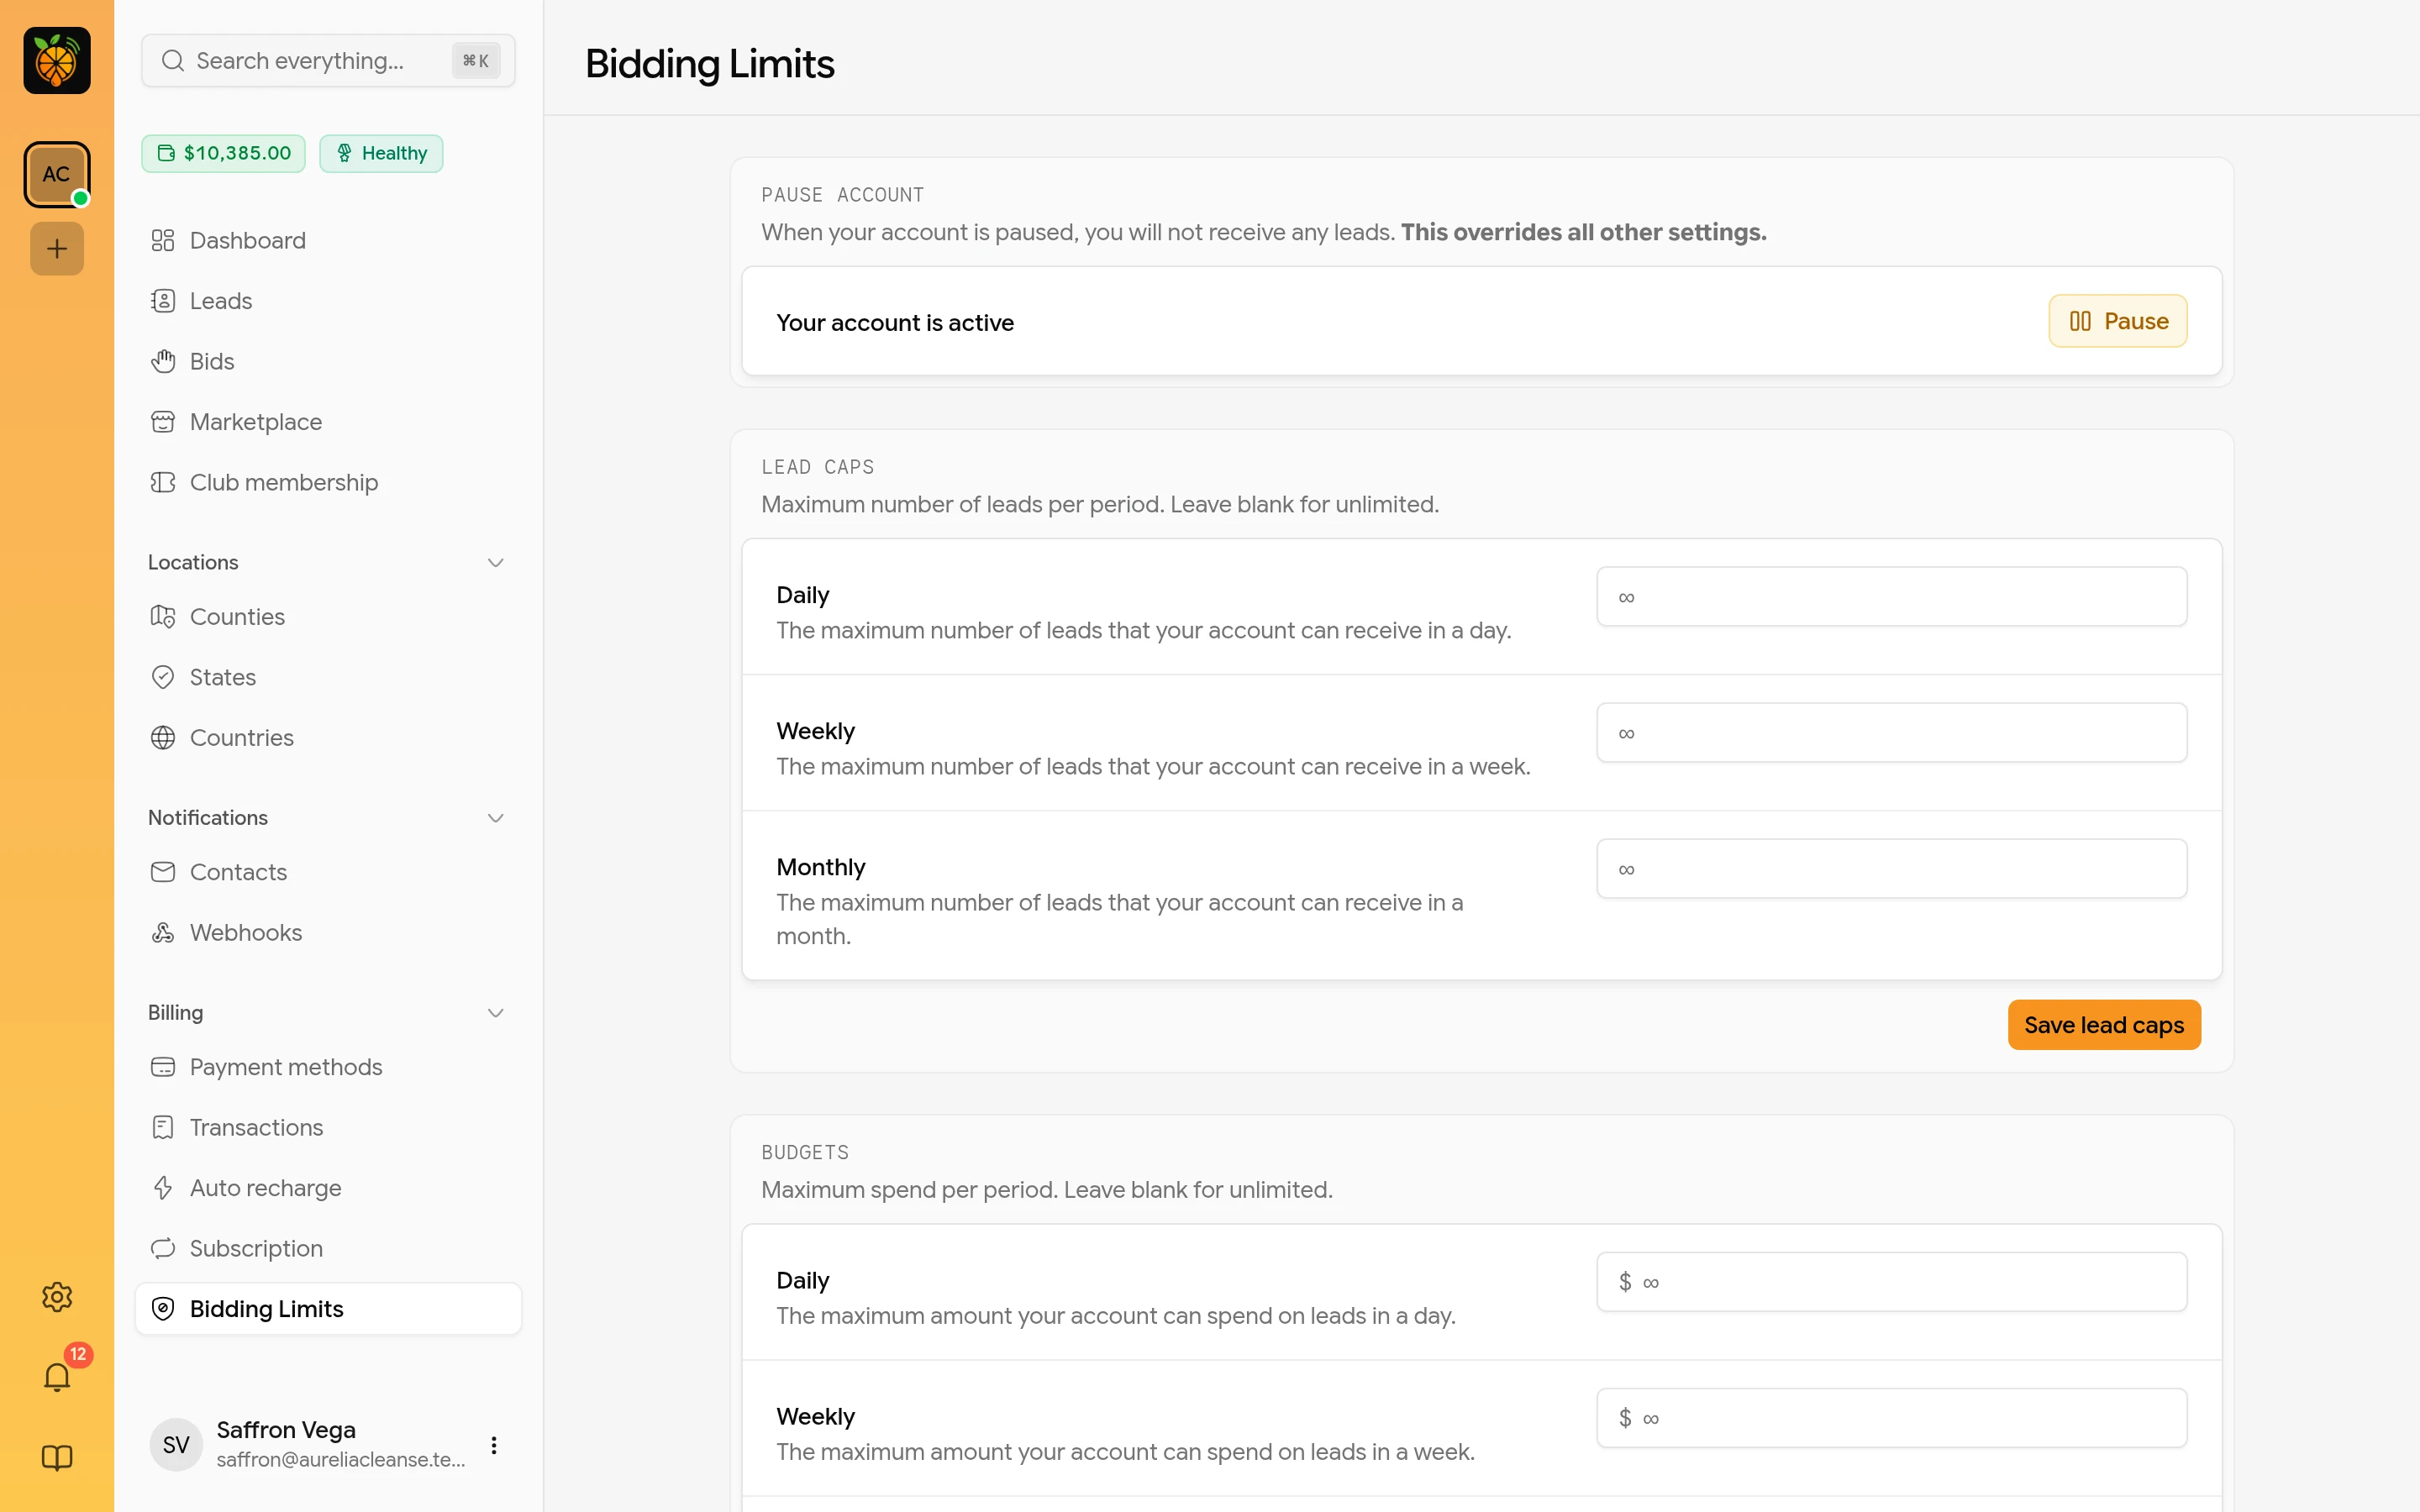 Search everything...
⌘ K
$10,385.00
Healthy
AC
Dashboard
Leads
Bids
Marketplace
Club membership
Locations
Counties
States
Countries
Notifications
Contacts
Webhooks
Billing
Payment methods
Transactions
Auto recharge
Subscription
Bidding Limits
12
SV
Saffron Vega
saffron@aureliacleanse.te...
Bidding Limits
PAUSE ACCOUNT
When your account is paused, you will not receive any leads. This overrides all other settings.
Your account is active
Pause
LEAD CAPS
Maximum number of leads per period. Leave blank for unlimited.
Daily
The maximum number of leads that your account can receive in a day.
∞
Weekly
The maximum number of leads that your account can receive in a week.
∞
Monthly
The maximum number of leads that your account can receive in a
month.
∞
Save lead caps
BUDGETS
Maximum spend per period. Leave blank for unlimited.
Daily
The maximum amount your account can spend on leads in a day.
$ ∞
Weekly
The maximum amount your account can spend on leads in a week.
$ ∞